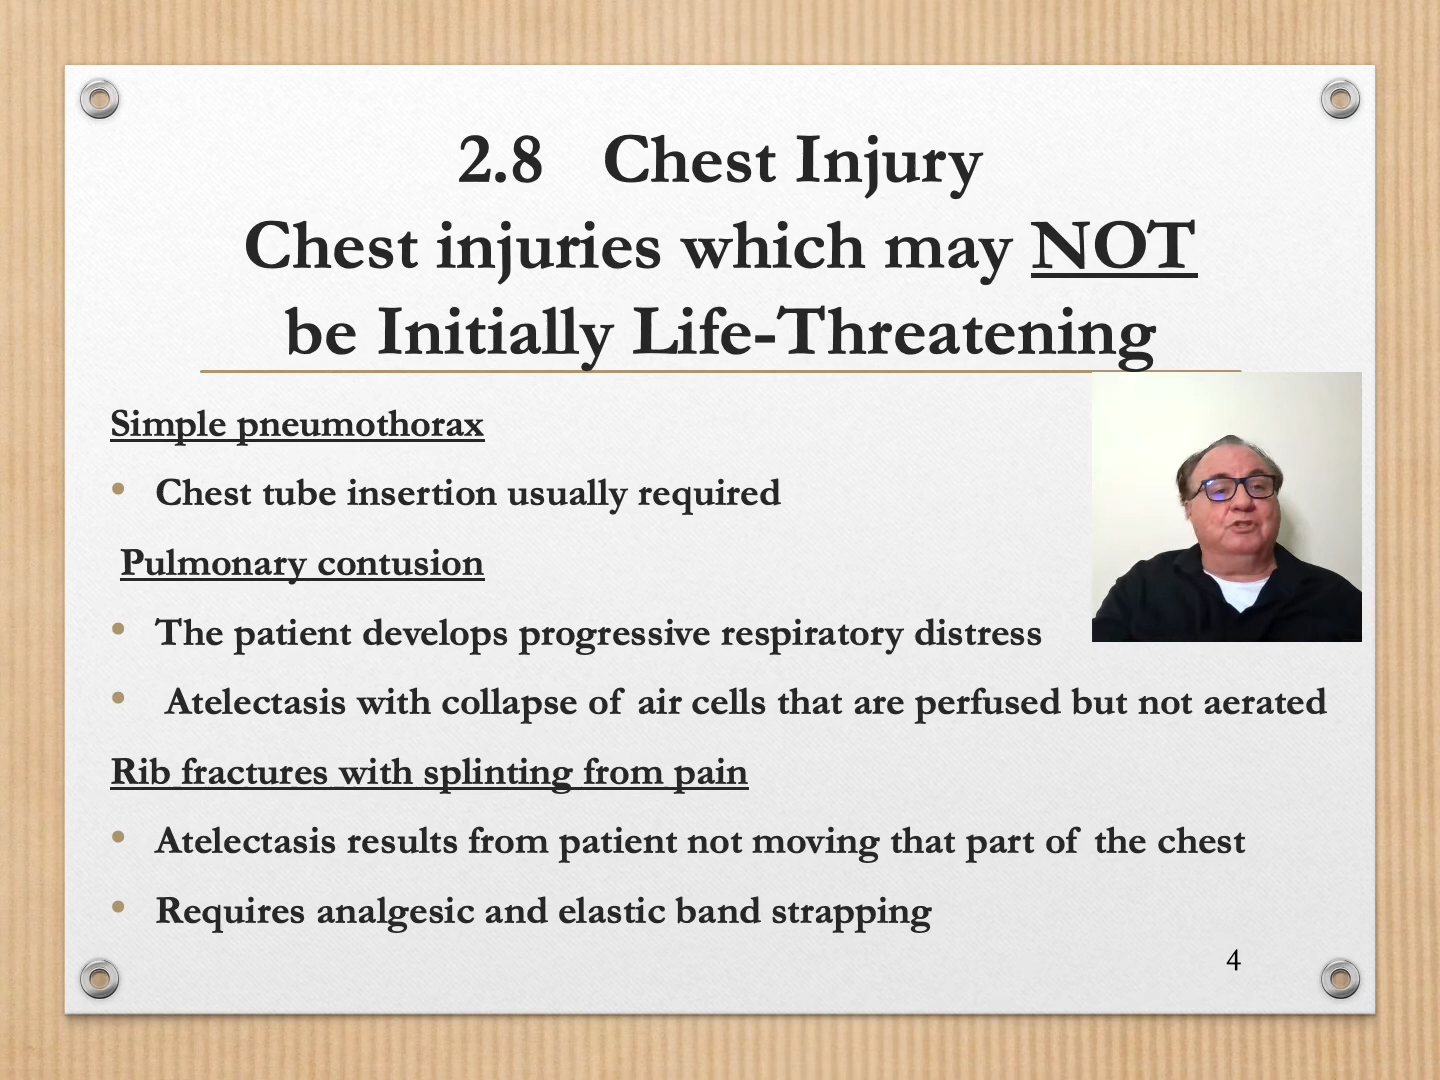 2.8 Chest Injury
Chest injuries which may NOT
be Initially Life-Threatening
Simple pneumothorax
• Chest tube insertion usually required
Pulmonary contusion
• The patient develops progressive respiratory distress
• Atelectasis with collapse of air cells that are perfused but not aerated
Rib fractures with splinting from pain
• Atelectasis results from patient not moving that part of the chest
• Requires analgesic and elastic band strapping
4